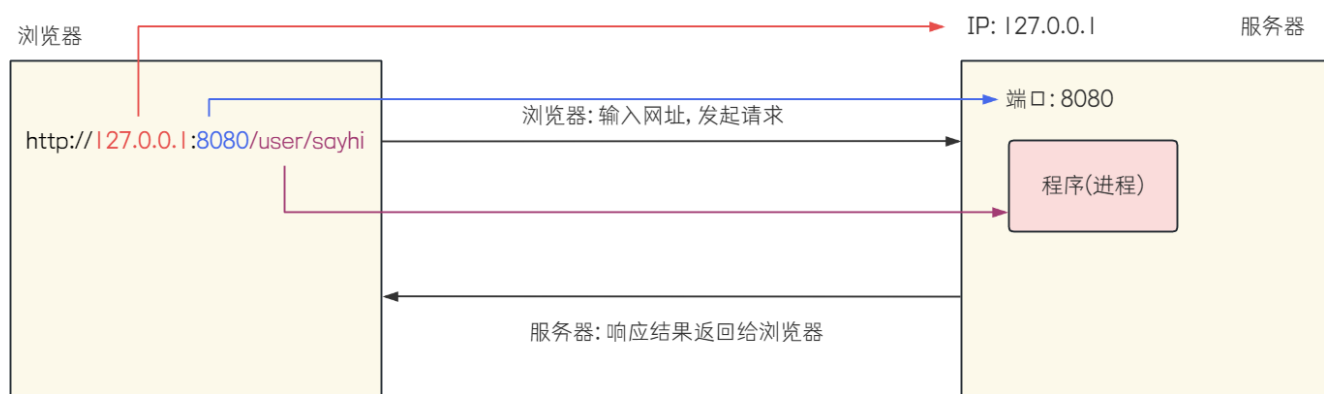 浏览器
IP: 127.0.0.1
服务器
端口: 8080
浏览器: 输入网址, 发起请求
http://127.0.0.1:8080/user/sayhi
程序(进程)
服务器: 响应结果返回给浏览器